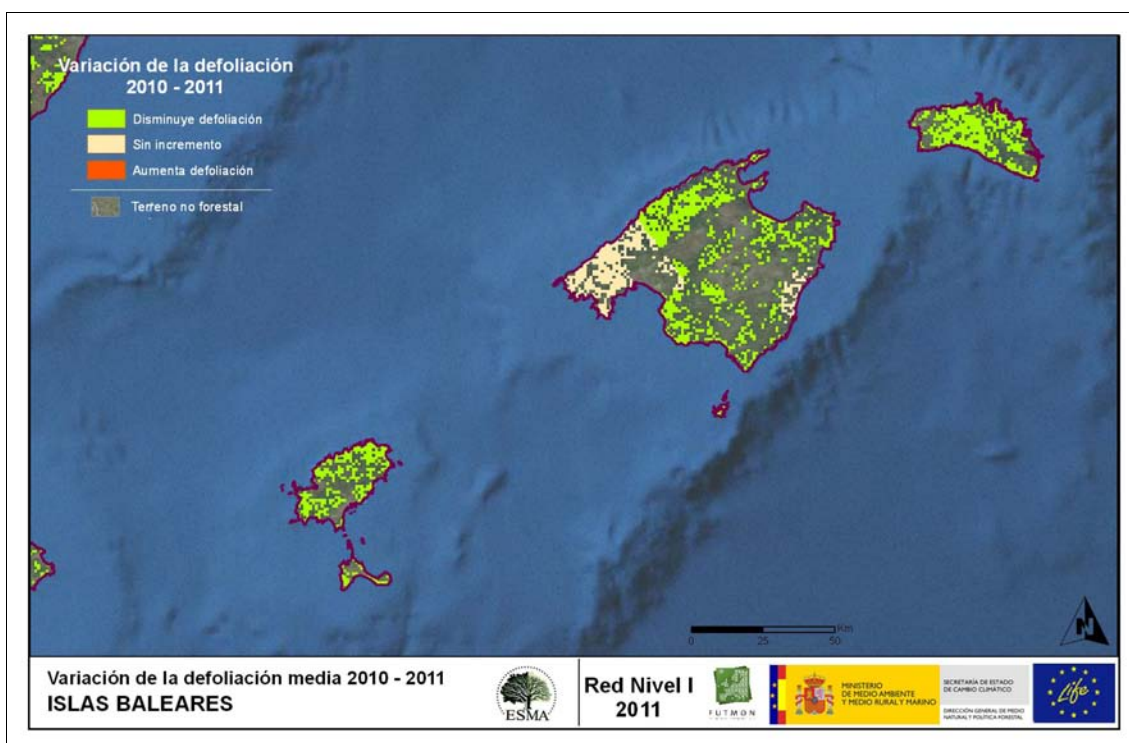 Variación de la defoliación
2010 - 2011
Disminuye defoliación
Sin incremento
Aumenta defoliación
Terreno no forestal
0 25 50 Km
N
Variación de la defoliación media 2010 - 2011
ISLAS BALEARES
ESMA
Red Nivel I
2011
FUTMON
MINISTERIO
DE MEDIO AMBIENTE
Y MEDIO RURAL Y MARINO
SECRETARÍA DE ESTADO
DE CAMBIO CLIMÁTICO
DIRECCIÓN GENERAL DE MEDIO
NATURAL Y POLÍTICA FORESTAL
Life